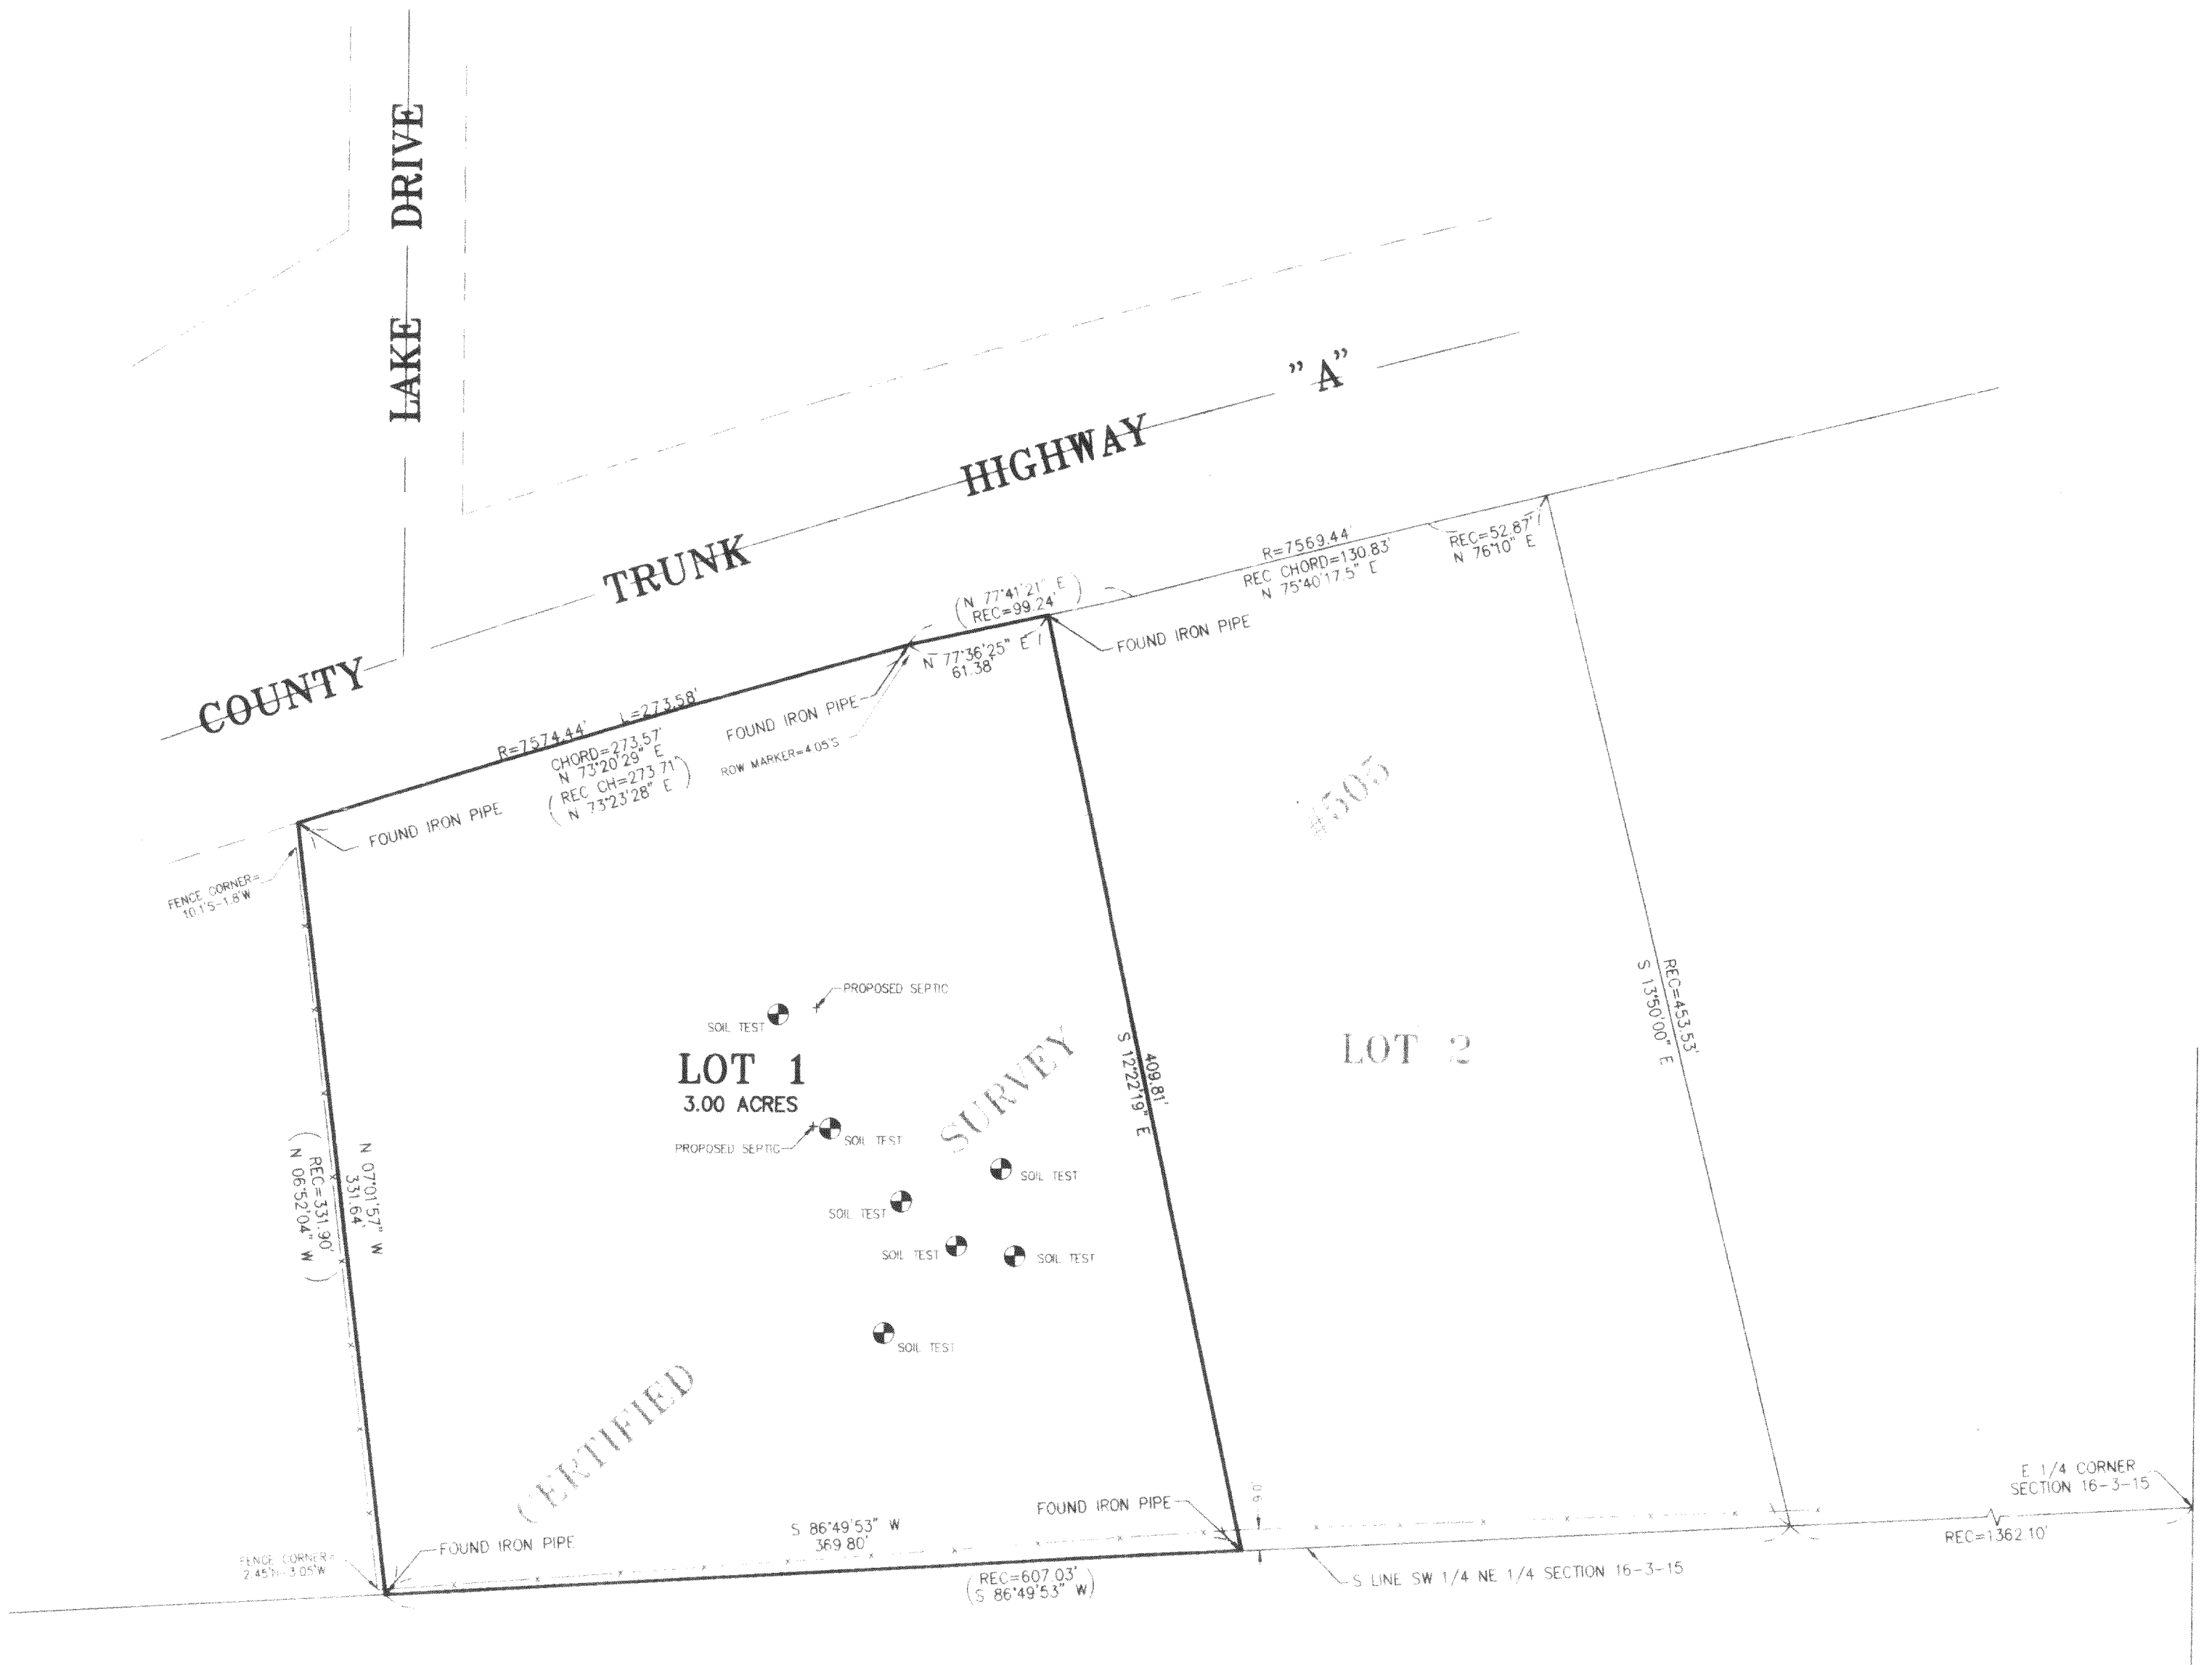 LAKE DRIVE
COUNTY TRUNK HIGHWAY "A"
R=7569.44'
REC CHORD=130.83'
N 75°40'17.5" E
REC=52.87'
N 76°10" E
(N 77°41'21" E
REC=99.24')
N 77°36'25" E
61.38'
FOUND IRON PIPE
R=7574.44' L=273.58'
CHORD=273.57'
N 73°20'29" E
(REC CH=273.71'
N 73°23'28" E)
FOUND IRON PIPE
ROW MARKER=4.05'S
FOUND IRON PIPE
FENCE CORNER=
10.1'S-1.8'W
#505
PROPOSED SEPTIC
SOIL TEST
LOT 1
3.00 ACRES
PROPOSED SEPTIC
SOIL TEST
SOIL TEST
SOIL TEST
SOIL TEST
SOIL TEST
SOIL TEST
CERTIFIED SURVEY
409.81'
S 12°22'19" E
LOT 2
REC=453.53'
S 13°50'00" E
N 07°01'57" W
331.64'
(REC=331.90'
N 06°52'04" W)
FOUND IRON PIPE
FENCE CORNER=
2.45'N-3.05'W
S 86°49'53" W
369.80'
(REC=607.03'
S 86°49'53" W)
FOUND IRON PIPE
S LINE SW 1/4 NE 1/4 SECTION 16-3-15
E 1/4 CORNER
SECTION 16-3-15
REC=1362.10'